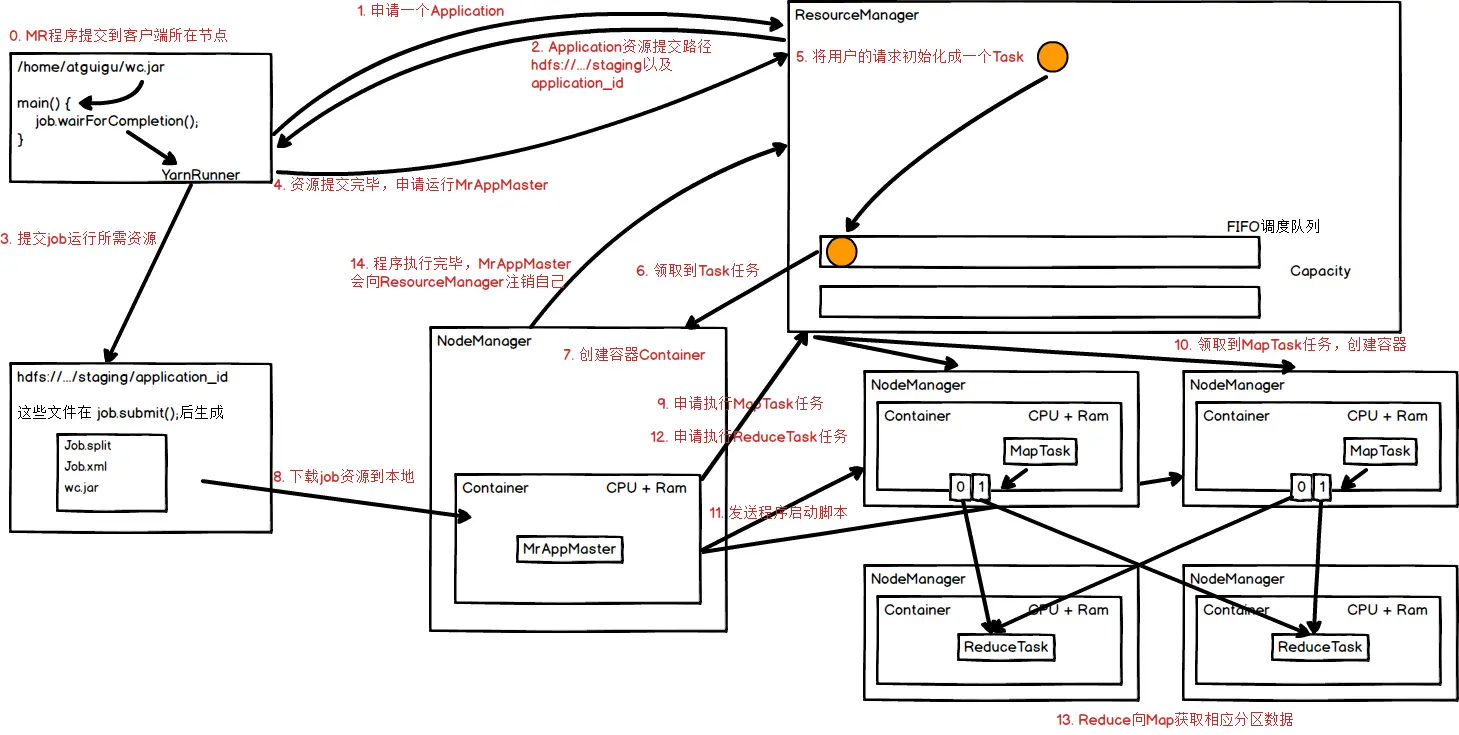 0. MR程序提交到客户端所在节点
/home/atguigu/wc.jar
main() {
job.wairForCompletion();
}
YarnRunner
1. 申请一个Application
2. Application资源提交路径
hdfs://.../staging以及
application_id
3. 提交job运行所需资源
4. 资源提交完毕，申请运行MrAppMaster
ResourceManager
5. 将用户的请求初始化成一个Task
FIFO调度队列
Capacity
6. 领取到Task任务
14. 程序执行完毕，MrAppMaster
会向ResourceManager注销自己
hdfs://.../staging/application_id
这些文件在 job.submit();后生成
Job.split
Job.xml
wc.jar
8. 下载job资源到本地
NodeManager
7. 创建容器Container
9. 申请执行MapTask任务
12. 申请执行ReduceTask任务
Container
CPU + Ram
MrAppMaster
11. 发送程序启动脚本
10. 领取到MapTask任务，创建容器
NodeManager
Container
CPU + Ram
MapTask
0
1
NodeManager
Container
CPU + Ram
MapTask
0
1
NodeManager
Container
CPU + Ram
ReduceTask
NodeManager
Container
CPU + Ram
ReduceTask
13. Reduce向Map获取相应分区数据